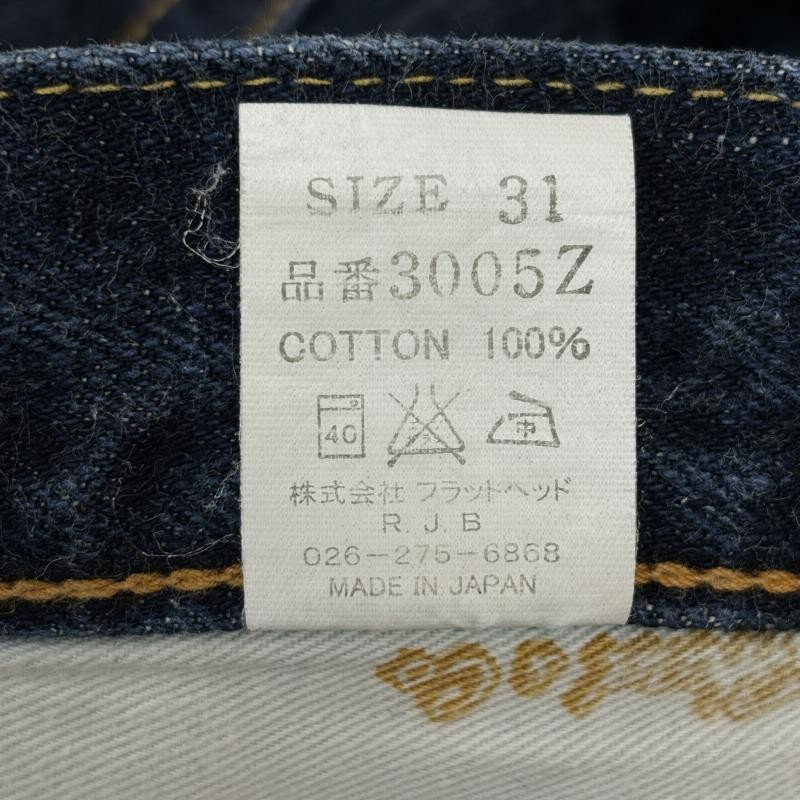 SIZE 31
品番3005Z
COTTON 100%
40 中
株式会社 フラットヘッド
R.J.B
026-275-6868
MADE IN JAPAN